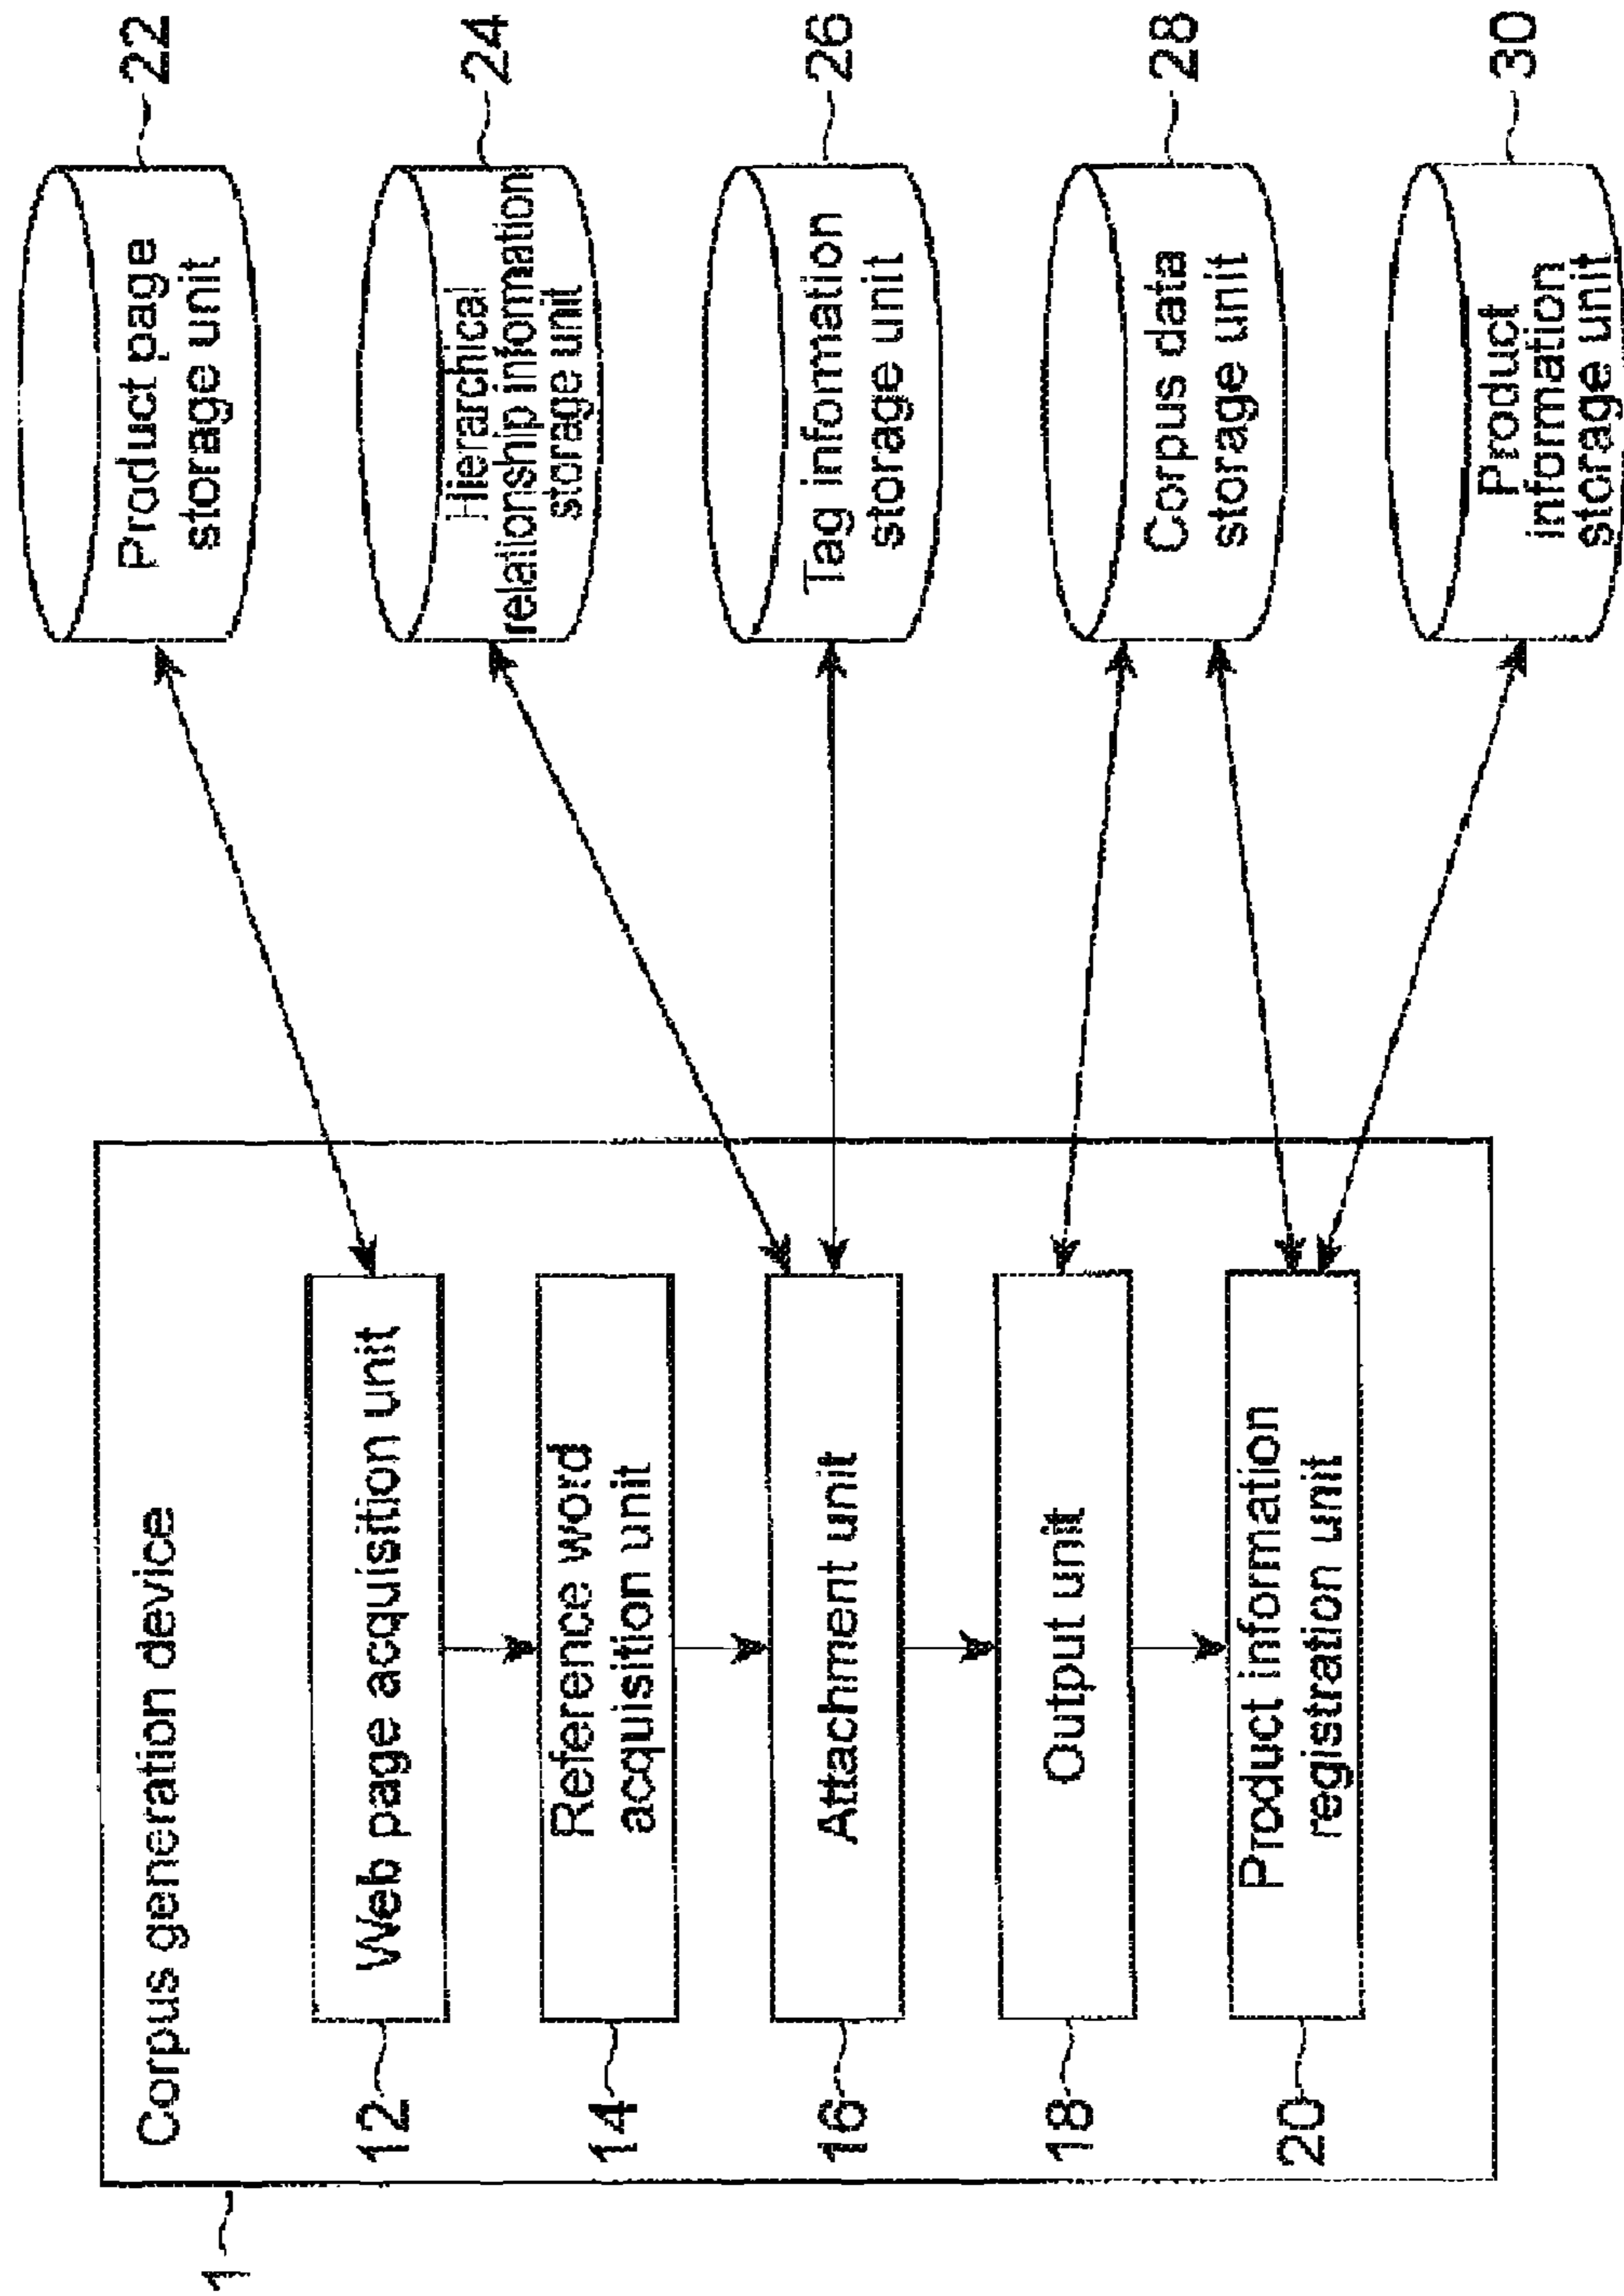 1
Corpus generation device
12
Web page acquisition unit
14
Reference word
acquisition unit
16
Attachment unit
18
Output unit
20
Product information
registration unit
Product page
storage unit
22
Hierarchical
relationship information
storage unit
24
Tag infomation
storage unit
26
Corpus data
storage unit
28
Product
information
storage unit
30